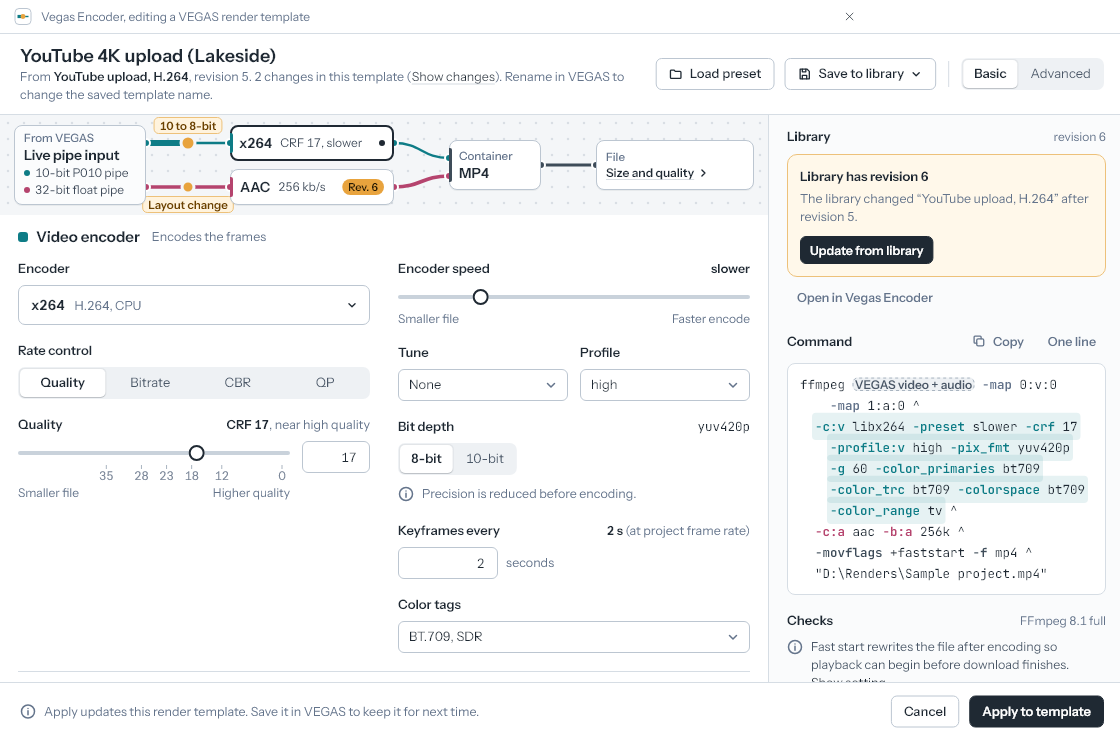 Vegas Encoder, editing a VEGAS render template
YouTube 4K upload (Lakeside)
From YouTube upload, H.264, revision 5. 2 changes in this template (Show changes). Rename in VEGAS to
change the saved template name.
Load preset
Save to library
Basic
Advanced
From VEGAS
Live pipe input
10-bit P010 pipe
32-bit float pipe
10 to 8-bit
Layout change
x264 CRF 17, slower
AAC 256 kb/s Rev. 6
Container
MP4
File
Size and quality
Video encoder Encodes the frames
Encoder
x264 H.264, CPU
Rate control
Quality Bitrate CBR QP
Quality CRF 17, near high quality
17
35 28 23 18 12 0
Smaller file Higher quality
Encoder speed slower
Smaller file Faster encode
Tune Profile
None high
Bit depth yuv420p
8-bit 10-bit
Precision is reduced before encoding.
Keyframes every 2 s (at project frame rate)
2 seconds
Color tags
BT.709, SDR
Library revision 6
Library has revision 6
The library changed “YouTube upload, H.264” after
revision 5.
Update from library
Open in Vegas Encoder
Command Copy One line
ffmpeg VEGAS video + audio -map 0:v:0
-map 1:a:0 ^
-c:v libx264 -preset slower -crf 17
-profile:v high -pix_fmt yuv420p
-g 60 -color_primaries bt709
-color_trc bt709 -colorspace bt709
-color_range tv ^
-c:a aac -b:a 256k ^
-movflags +faststart -f mp4 ^
"D:\Renders\Sample project.mp4"
Checks FFmpeg 8.1 full
Fast start rewrites the file after encoding so
playback can begin before download finishes.
Show setting
Apply updates this render template. Save it in VEGAS to keep it for next time.
Cancel
Apply to template